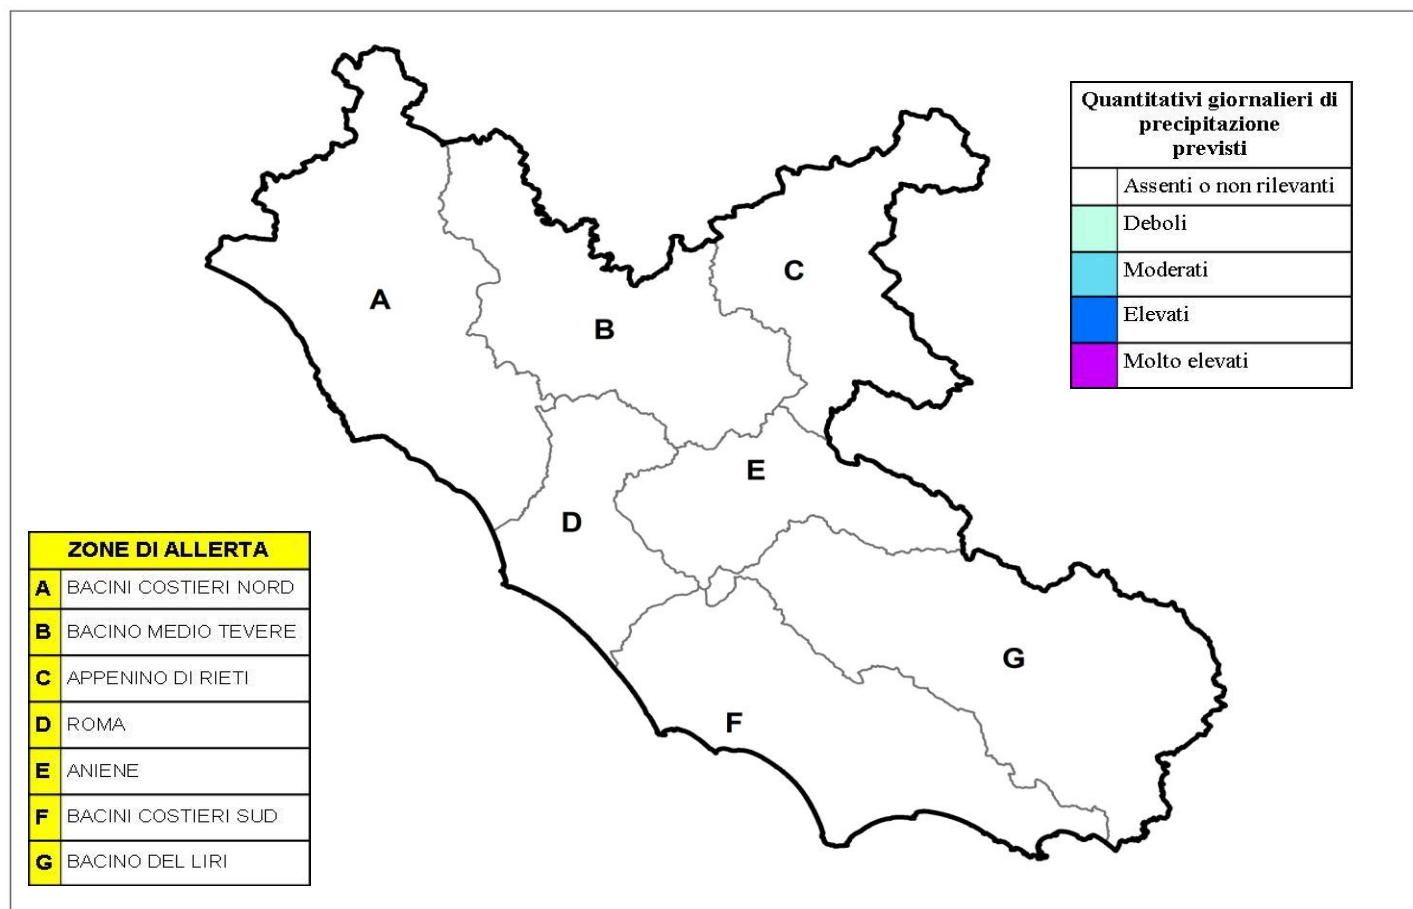 Quantitativi giornalieri di
precipitazione
previsti
Assenti o non rilevanti
Deboli
Moderati
Elevati
Molto elevati
A
B
C
D
E
F
G
ZONE DI ALLERTA
A BACINI COSTIERI NORD
B BACINO MEDIO TEVERE
C APPENINO DI RIETI
D ROMA
E ANIENE
F BACINI COSTIERI SUD
G BACINO DEL LIRI